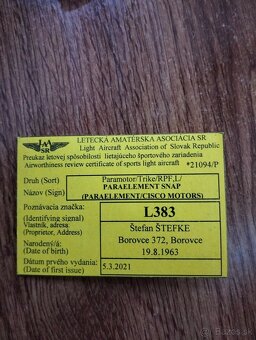 LETECKÁ AMATÉRSKA ASOCIÁCIA SR
Light Aircraft Association of Slovak Republic
Preukaz letovej spôsobilosti lietajúceho športového zariadenia
Airworthiness review certificate of sports light aircraft *21094/P
Druh (Sort) Paramotor/Trike/RPF,L/
Názov (Sign) PARAELEMENT SNAP
(PARAELEMENT/CISCO MOTORS)
Poznávacia značka:
(Identifving signal) L383
Vlastník, adresa: Štefan ŠTEFKE
(Proprietor, Address) Borovce 372, Borovce
Narodený/á: 19.8.1963
(Date of birth)
Dátum prvého vydania: 5.3.2021
(Date of first issue)